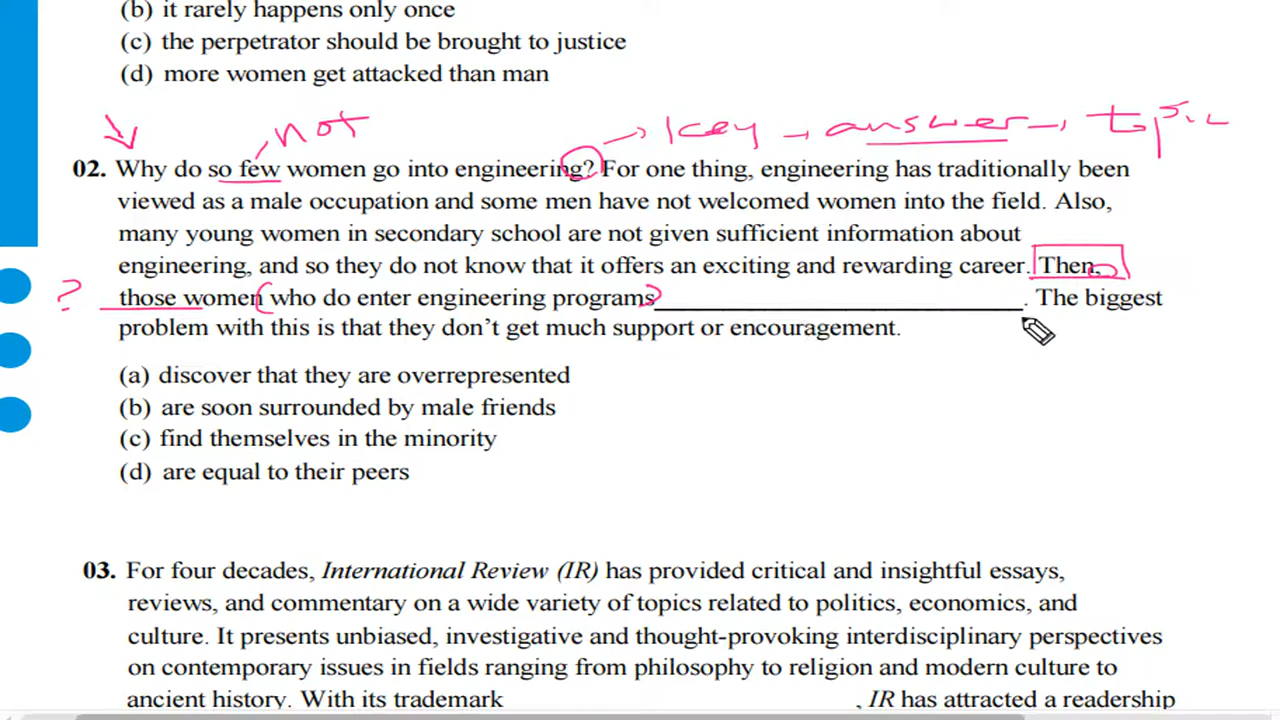 (b) it rarely happens only once
(c) the perpetrator should be brought to justice
(d) more women get attacked than man
not
key → answer → topic
02. Why do so few women go into engineering? For one thing, engineering has traditionally been
viewed as a male occupation and some men have not welcomed women into the field. Also,
many young women in secondary school are not given sufficient information about
engineering, and so they do not know that it offers an exciting and rewarding career. Then,
? those women (who do enter engineering programs) ____________________. The biggest
problem with this is that they don't get much support or encouragement.
(a) discover that they are overrepresented
(b) are soon surrounded by male friends
(c) find themselves in the minority
(d) are equal to their peers
03. For four decades, International Review (IR) has provided critical and insightful essays,
reviews, and commentary on a wide variety of topics related to politics, economics, and
culture. It presents unbiased, investigative and thought-provoking interdisciplinary perspectives
on contemporary issues in fields ranging from philosophy to religion and modern culture to
ancient history. With its trademark ____________________, IR has attracted a readership